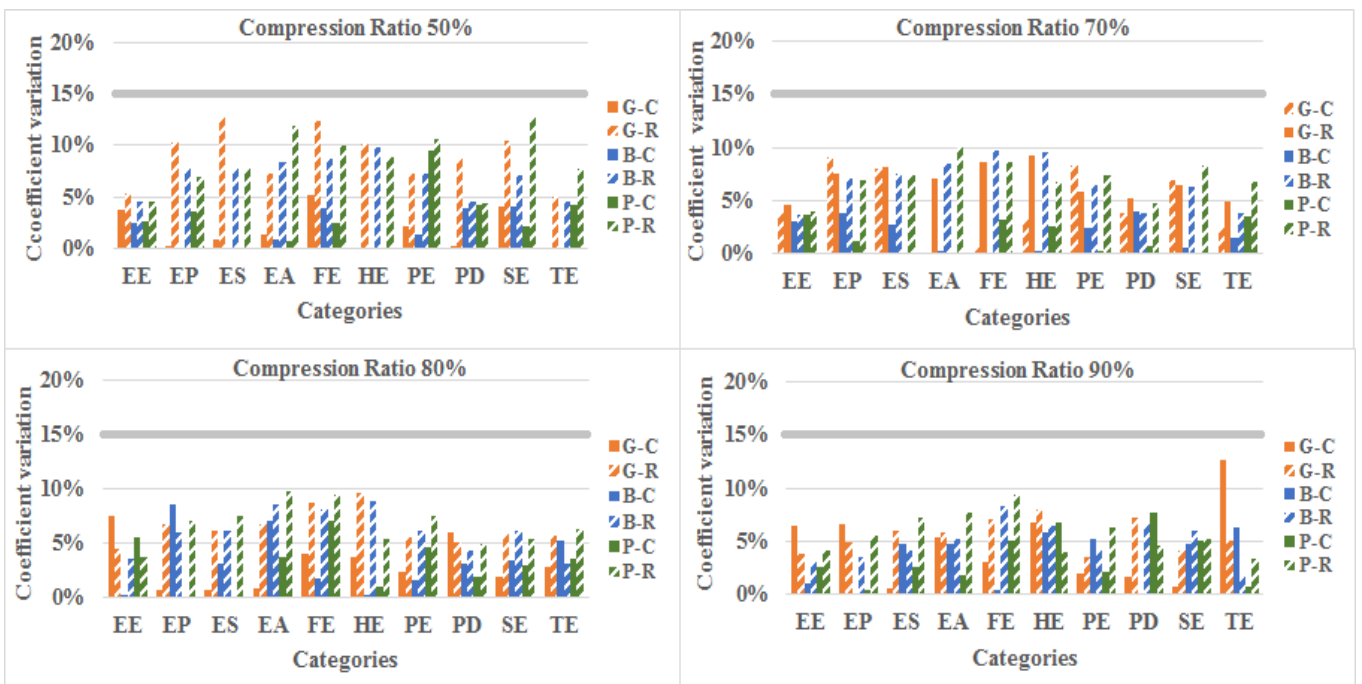 Compression Ratio 50%
Ccoefficient variation
20%
15%
10%
5%
0%
EE EP ES EA FE HE PE PD SE TE
Categories
G-C
G-R
B-C
B-R
P-C
P-R
Compression Ratio 70%
Coefficient variation
20%
15%
10%
5%
0%
EE EP ES EA FE HE PE PD SE TE
Categories
G-C
G-R
B-C
B-R
P-C
P-R
Compression Ratio 80%
Coefficient variation
20%
15%
10%
5%
0%
EE EP ES EA FE HE PE PD SE TE
Categories
G-C
G-R
B-C
B-R
P-C
P-R
Compression Ratio 90%
Coefficient variation
20%
15%
10%
5%
0%
EE EP ES EA FE HE PE PD SE TE
Categories
G-C
G-R
B-C
B-R
P-C
P-R